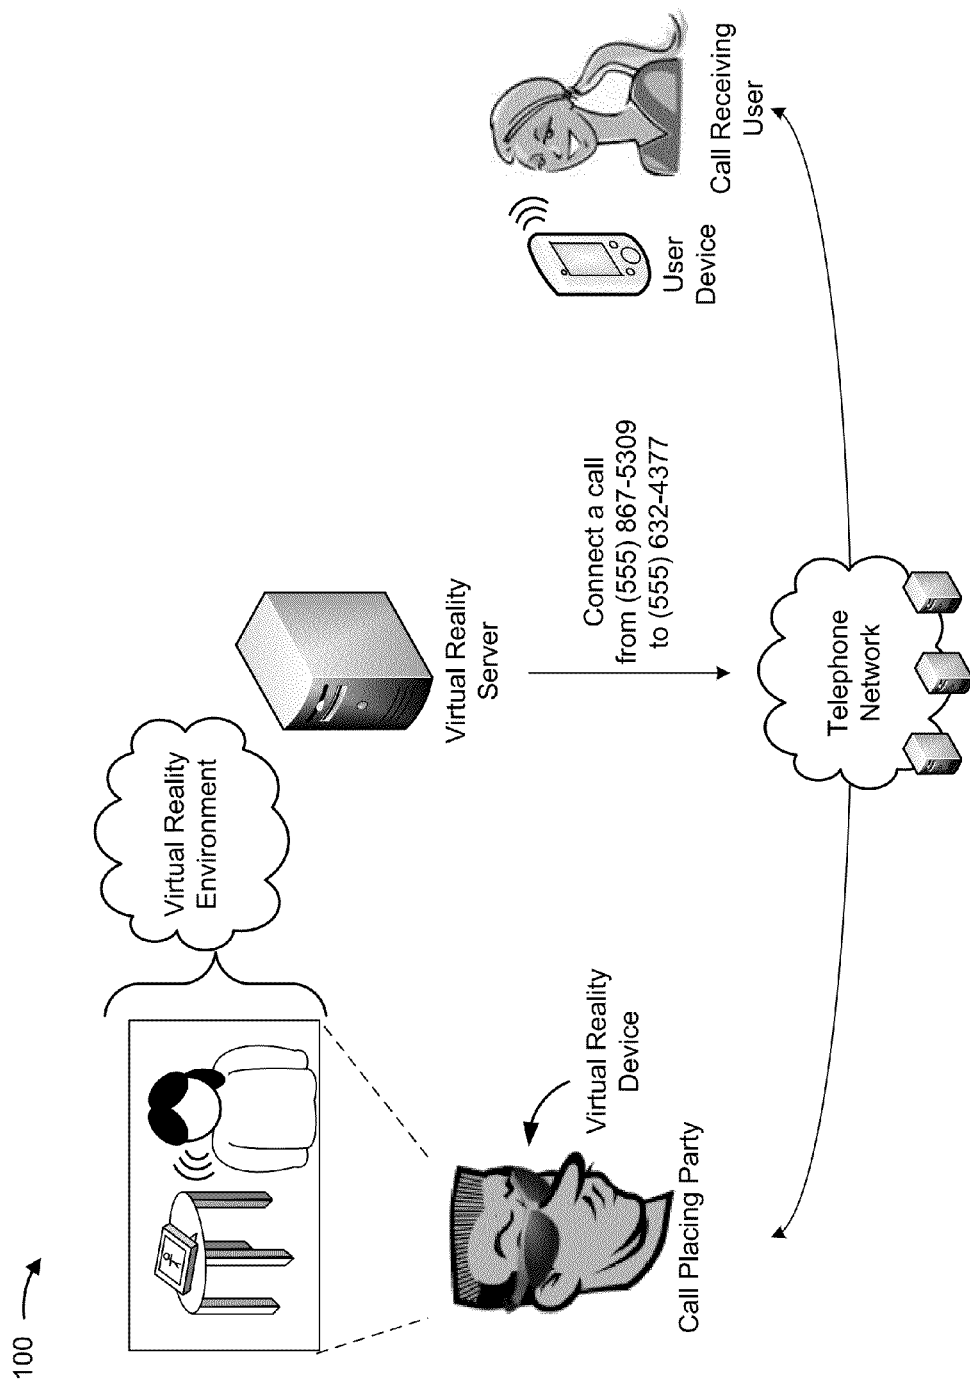 100
Virtual Reality
Environment
Virtual Reality
Server
Virtual Reality
Device
Call Placing Party
Connect a call
from (555) 867-5309
to (555) 632-4377
User
Device
Call Receiving
User
Telephone
Network